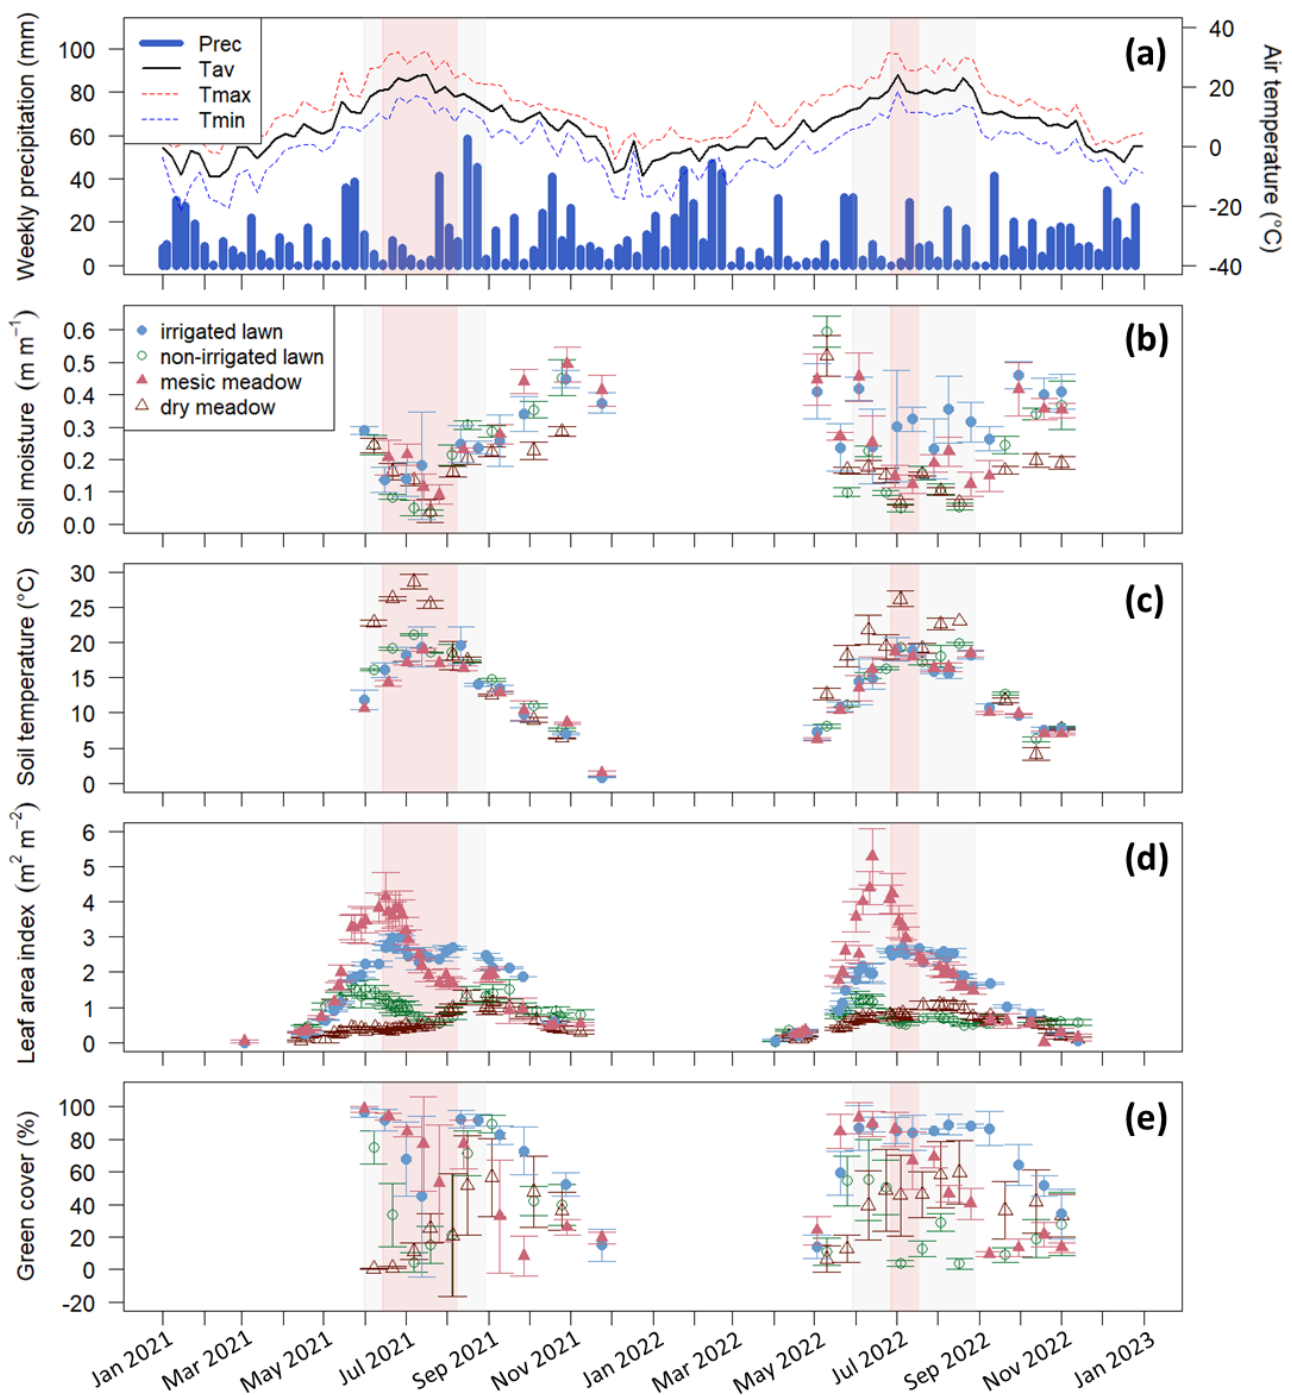 (a)
Prec
Tav
Tmax
Tmin
Weekly precipitation (mm)
100
80
60
40
20
0
Air temperature (°C)
40
20
0
-20
-40
(b)
irrigated lawn
non-irrigated lawn
mesic meadow
dry meadow
Soil moisture (m m⁻¹)
0.6
0.5
0.4
0.3
0.2
0.1
0.0
(c)
Soil temperature (°C)
30
25
20
15
10
5
0
(d)
Leaf area index (m² m⁻²)
6
5
4
3
2
1
0
(e)
Green cover (%)
100
80
60
40
20
0
-20
Jan 2021
Mar 2021
May 2021
Jul 2021
Sep 2021
Nov 2021
Jan 2022
Mar 2022
May 2022
Jul 2022
Sep 2022
Nov 2022
Jan 2023